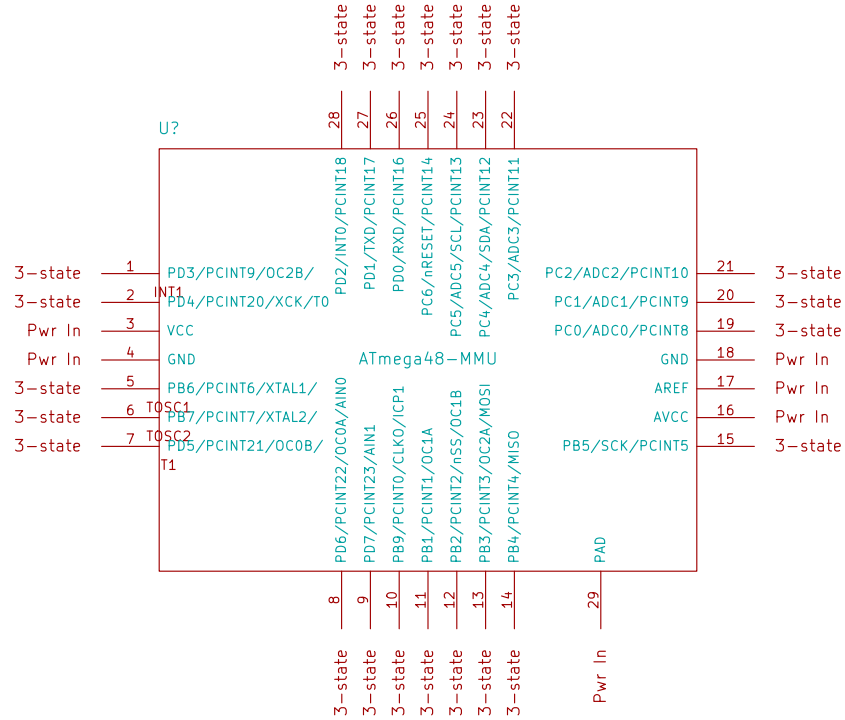 3-state 3-state 3-state 3-state 3-state 3-state 3-state
28 27 26 25 24 23 22
U?
PD2/INT0/PCINT18
PD1/TXD/PCINT17
PD0/RXD/PCINT16
PC6/nRESET/PCINT14
PC5/ADC5/SCL/PCINT13
PC4/ADC4/SDA/PCINT12
PC3/ADC3/PCINT11
3-state 1 PD3/PCINT9/OC2B/
INT1
3-state 2 PD4/PCINT20/XCK/T0
Pwr In 3 VCC
Pwr In 4 GND
3-state 5 PB6/PCINT6/XTAL1/
TOSC1
3-state 6 PB7/PCINT7/XTAL2/
TOSC2
3-state 7 PD5/PCINT21/OC0B/
T1
ATmega48-MMU
PC2/ADC2/PCINT10 21 3-state
PC1/ADC1/PCINT9 20 3-state
PC0/ADC0/PCINT8 19 3-state
GND 18 Pwr In
AREF 17 Pwr In
AVCC 16 Pwr In
PB5/SCK/PCINT5 15 3-state
PD6/PCINT22/OC0A/AIN0
PD7/PCINT23/AIN1
PB9/PCINT0/CLKO/ICP1
PB1/PCINT1/OC1A
PB2/PCINT2/nSS/OC1B
PB3/PCINT3/OC2A/MOSI
PB4/PCINT4/MISO
PAD
8 9 10 11 12 13 14 29
3-state 3-state 3-state 3-state 3-state 3-state 3-state Pwr In